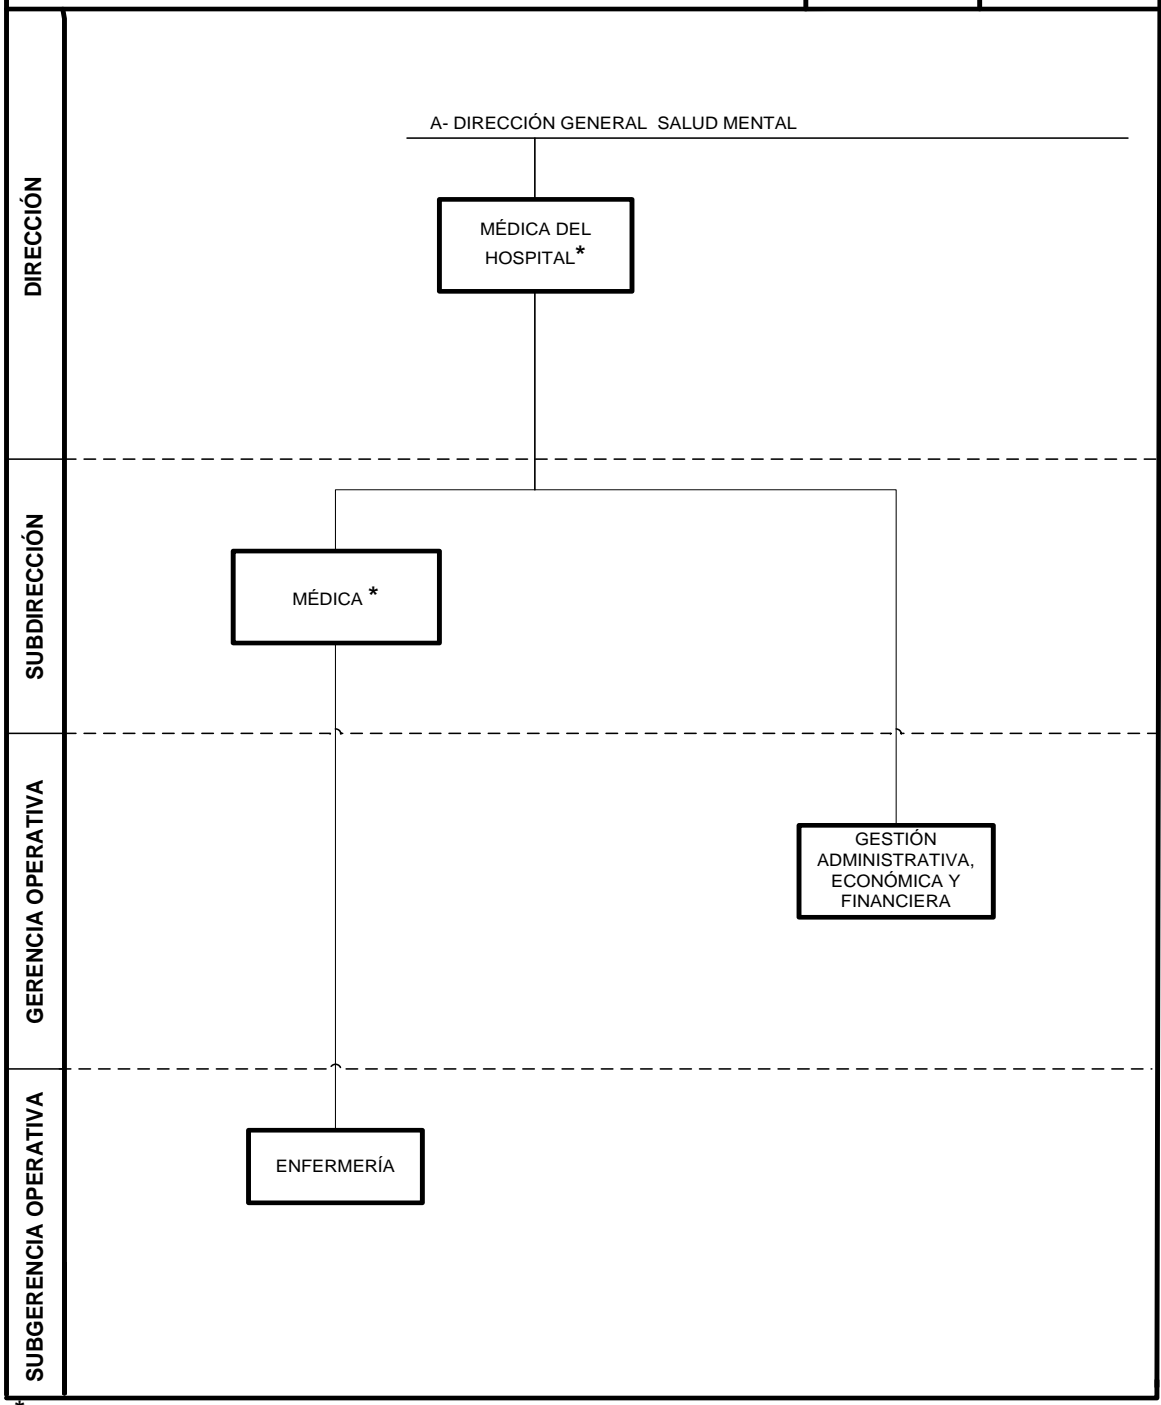 A- DIRECCIÓN GENERAL SALUD MENTAL
DIRECCIÓN
MÉDICA DEL
HOSPITAL*
SUBDIRECCIÓN
MÉDICA *
GERENCIA OPERATIVA
GESTIÓN
ADMINISTRATIVA,
ECONÓMICA Y
FINANCIERA
SUBGERENCIA OPERATIVA
ENFERMERÍA
*